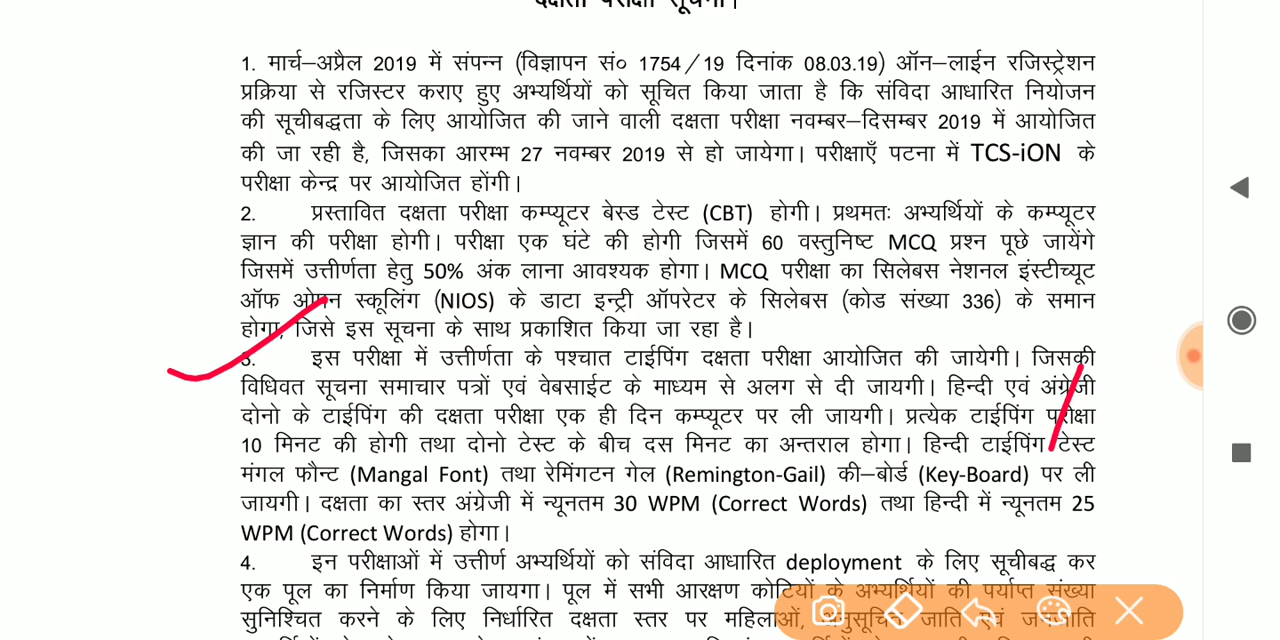 दक्षता परीक्षा सूचना।
1. मार्च–अप्रैल 2019 में संपन्न (विज्ञापन सं० 1754/19 दिनांक 08.03.19) ऑन–लाईन रजिस्ट्रेशन
प्रक्रिया से रजिस्टर कराए हुए अभ्यर्थियों को सूचित किया जाता है कि संविदा आधारित नियोजन
की सूचीबद्धता के लिए आयोजित की जाने वाली दक्षता परीक्षा नवम्बर–दिसम्बर 2019 में आयोजित
की जा रही है, जिसका आरम्भ 27 नवम्बर 2019 से हो जायेगा। परीक्षाएँ पटना में TCS-iON के
परीक्षा केन्द्र पर आयोजित होंगी।
2. प्रस्तावित दक्षता परीक्षा कम्प्यूटर बेस्ड टेस्ट (CBT) होगी। प्रथमतः अभ्यर्थियों के कम्प्यूटर
ज्ञान की परीक्षा होगी। परीक्षा एक घंटे की होगी जिसमें 60 वस्तुनिष्ट MCQ प्रश्न पूछे जायेंगे
जिसमें उत्तीर्णता हेतु 50% अंक लाना आवश्यक होगा। MCQ परीक्षा का सिलेबस नेशनल इंस्टीच्यूट
ऑफ ओपन स्कूलिंग (NIOS) के डाटा इन्ट्री ऑपरेटर के सिलेबस (कोड संख्या 336) के समान
होगा, जिसे इस सूचना के साथ प्रकाशित किया जा रहा है।
3. इस परीक्षा में उत्तीर्णता के पश्चात टाईपिंग दक्षता परीक्षा आयोजित की जायेगी। जिसकी
विधिवत सूचना समाचार पत्रों एवं वेबसाईट के माध्यम से अलग से दी जायगी। हिन्दी एवं अंग्रेजी
दोनो के टाईपिंग की दक्षता परीक्षा एक ही दिन कम्प्यूटर पर ली जायगी। प्रत्येक टाईपिंग परीक्षा
10 मिनट की होगी तथा दोनो टेस्ट के बीच दस मिनट का अन्तराल होगा। हिन्दी टाईपिंग टेस्ट
मंगल फौन्ट (Mangal Font) तथा रेमिंगटन गेल (Remington-Gail) की–बोर्ड (Key-Board) पर ली
जायगी। दक्षता का स्तर अंग्रेजी में न्यूनतम 30 WPM (Correct Words) तथा हिन्दी में न्यूनतम 25
WPM (Correct Words) होगा।
4. इन परीक्षाओं में उत्तीर्ण अभ्यर्थियों को संविदा आधारित deployment के लिए सूचीबद्ध कर
एक पूल का निर्माण किया जायगा। पूल में सभी आरक्षण कोटियों के अभ्यर्थियों की पर्याप्त संख्या
सुनिश्चित करने के लिए निर्धारित दक्षता स्तर पर महिलाओं, अनुसूचित जाति एवं जनजाति